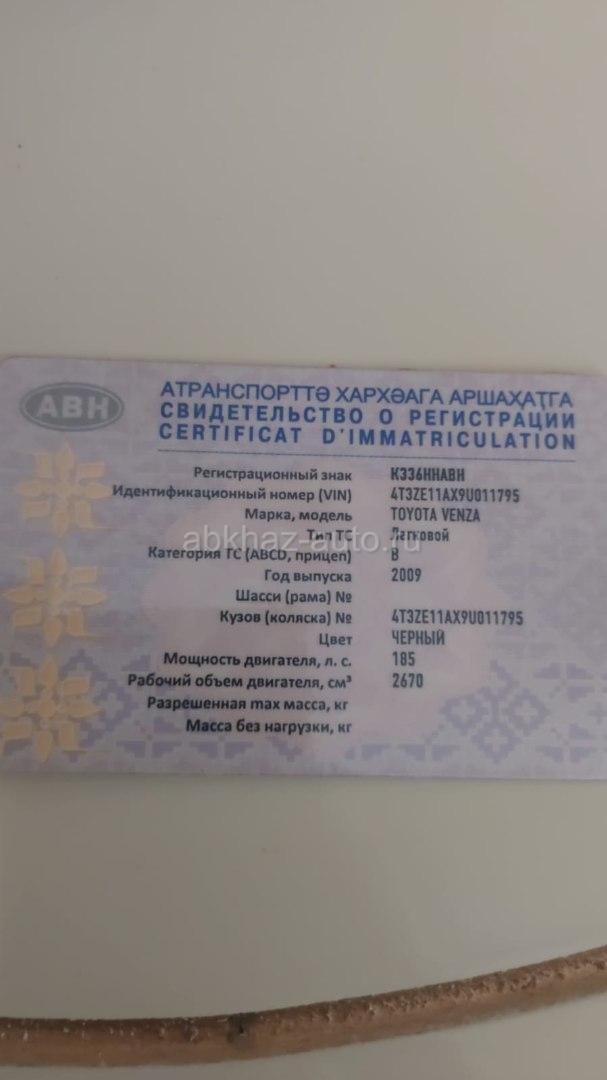 АВН
АТРАНСПОРТТӘ ХАРХӘАГА АРШАҲАҬГА
СВИДЕТЕЛЬСТВО О РЕГИСТРАЦИИ
CERTIFICAT D'IMMATRICULATION
Регистрационный знак К336ННАВН
Идентификационный номер (VIN) 4T3ZE11AX9U011795
Марка, модель TOYOTA VENZA
abkhaz-auto.ru
Тип ТС Легковой
Категория ТС (ABCD, прицеп) В
Год выпуска 2009
Шасси (рама) №
Кузов (коляска) № 4T3ZE11AX9U011795
Цвет ЧЕРНЫЙ
Мощность двигателя, л. с. 185
Рабочий объем двигателя, см³ 2670
Разрешенная max масса, кг
Масса без нагрузки, кг